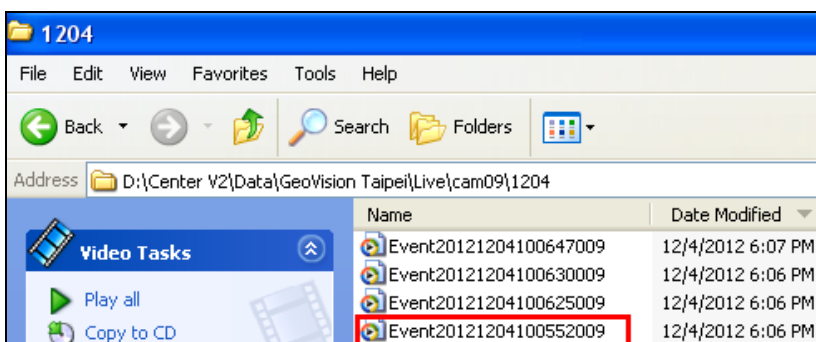 1204
File Edit View Favorites Tools Help
Back Search Folders
Address D:\Center V2\Data\GeoVision Taipei\Live\cam09\1204
Name Date Modified
Video Tasks
Event20121204100647009 12/4/2012 6:07 PM
Event20121204100630009 12/4/2012 6:06 PM
Play all
Event20121204100625009 12/4/2012 6:06 PM
Copy to CD
Event20121204100552009 12/4/2012 6:06 PM